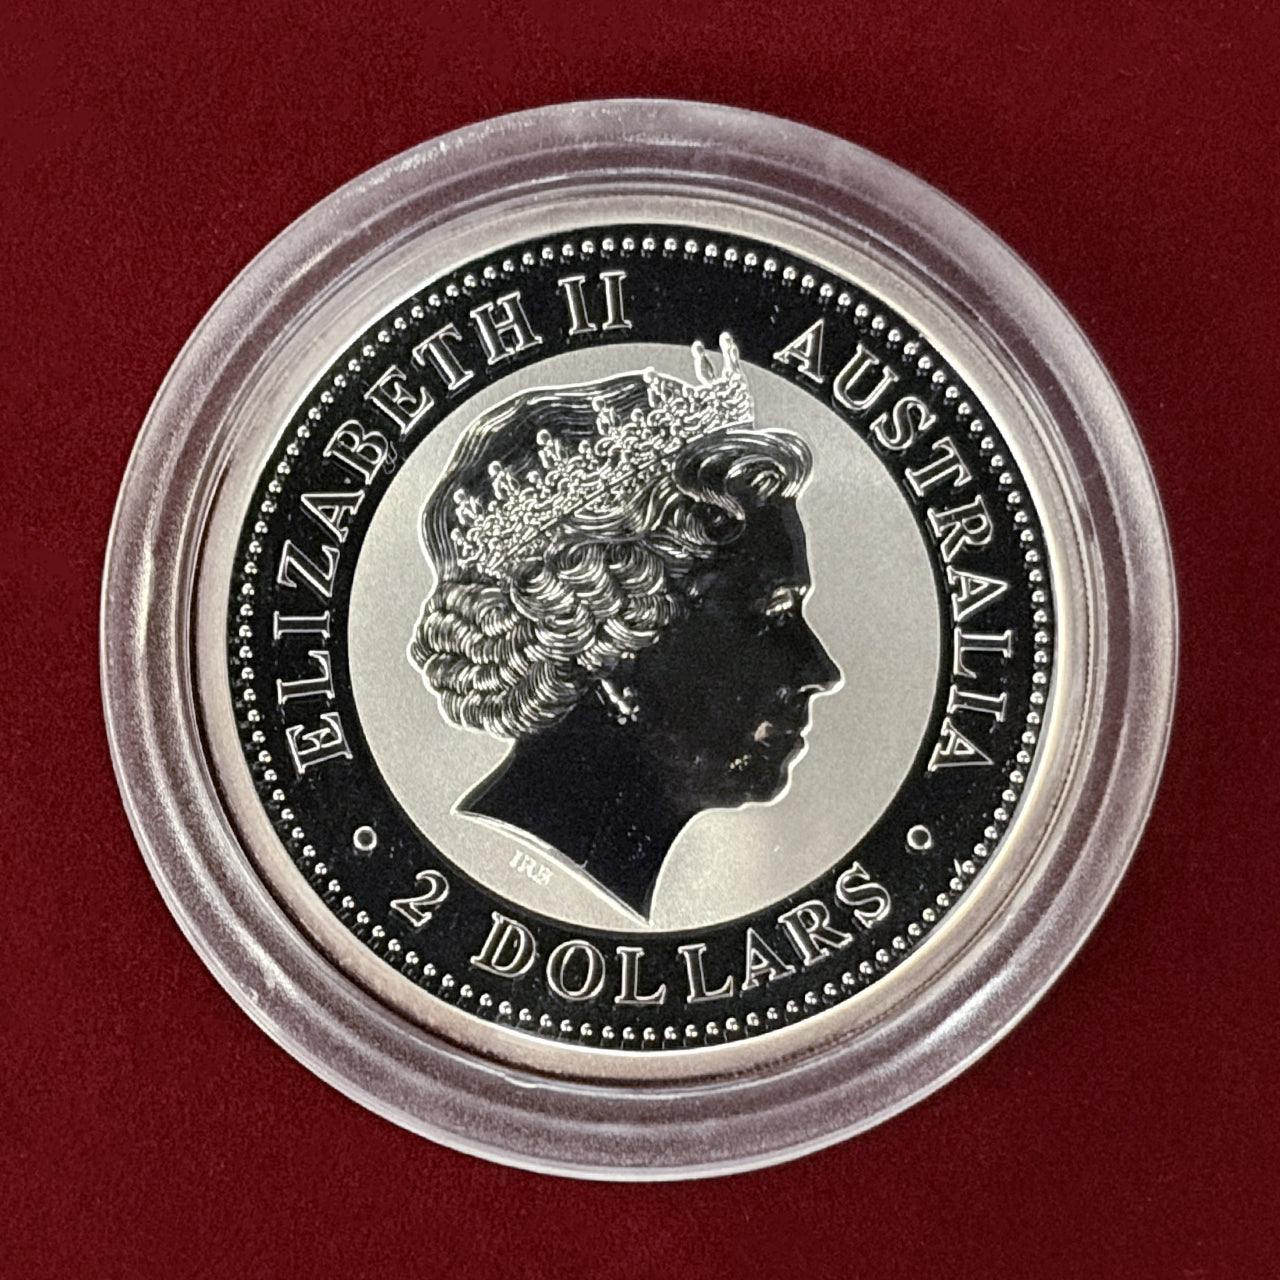 ELIZABETH II
AUSTRALIA
2 DOLLARS
IRB